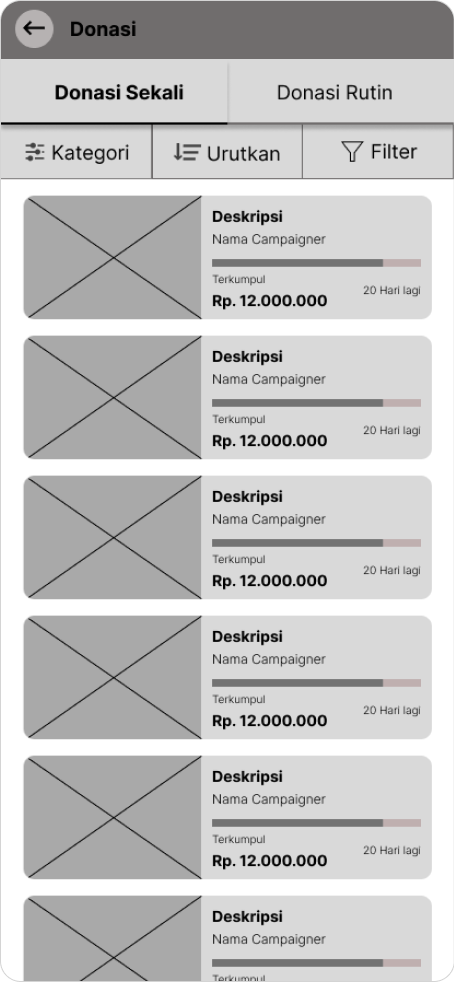 Donasi
Donasi Sekali
Donasi Rutin
Kategori
Urutkan
Filter
Deskripsi
Nama Campaigner
Terkumpul
Rp. 12.000.000
20 Hari lagi
Deskripsi
Nama Campaigner
Terkumpul
Rp. 12.000.000
20 Hari lagi
Deskripsi
Nama Campaigner
Terkumpul
Rp. 12.000.000
20 Hari lagi
Deskripsi
Nama Campaigner
Terkumpul
Rp. 12.000.000
20 Hari lagi
Deskripsi
Nama Campaigner
Terkumpul
Rp. 12.000.000
20 Hari lagi
Deskripsi
Nama Campaigner
Terkumpul